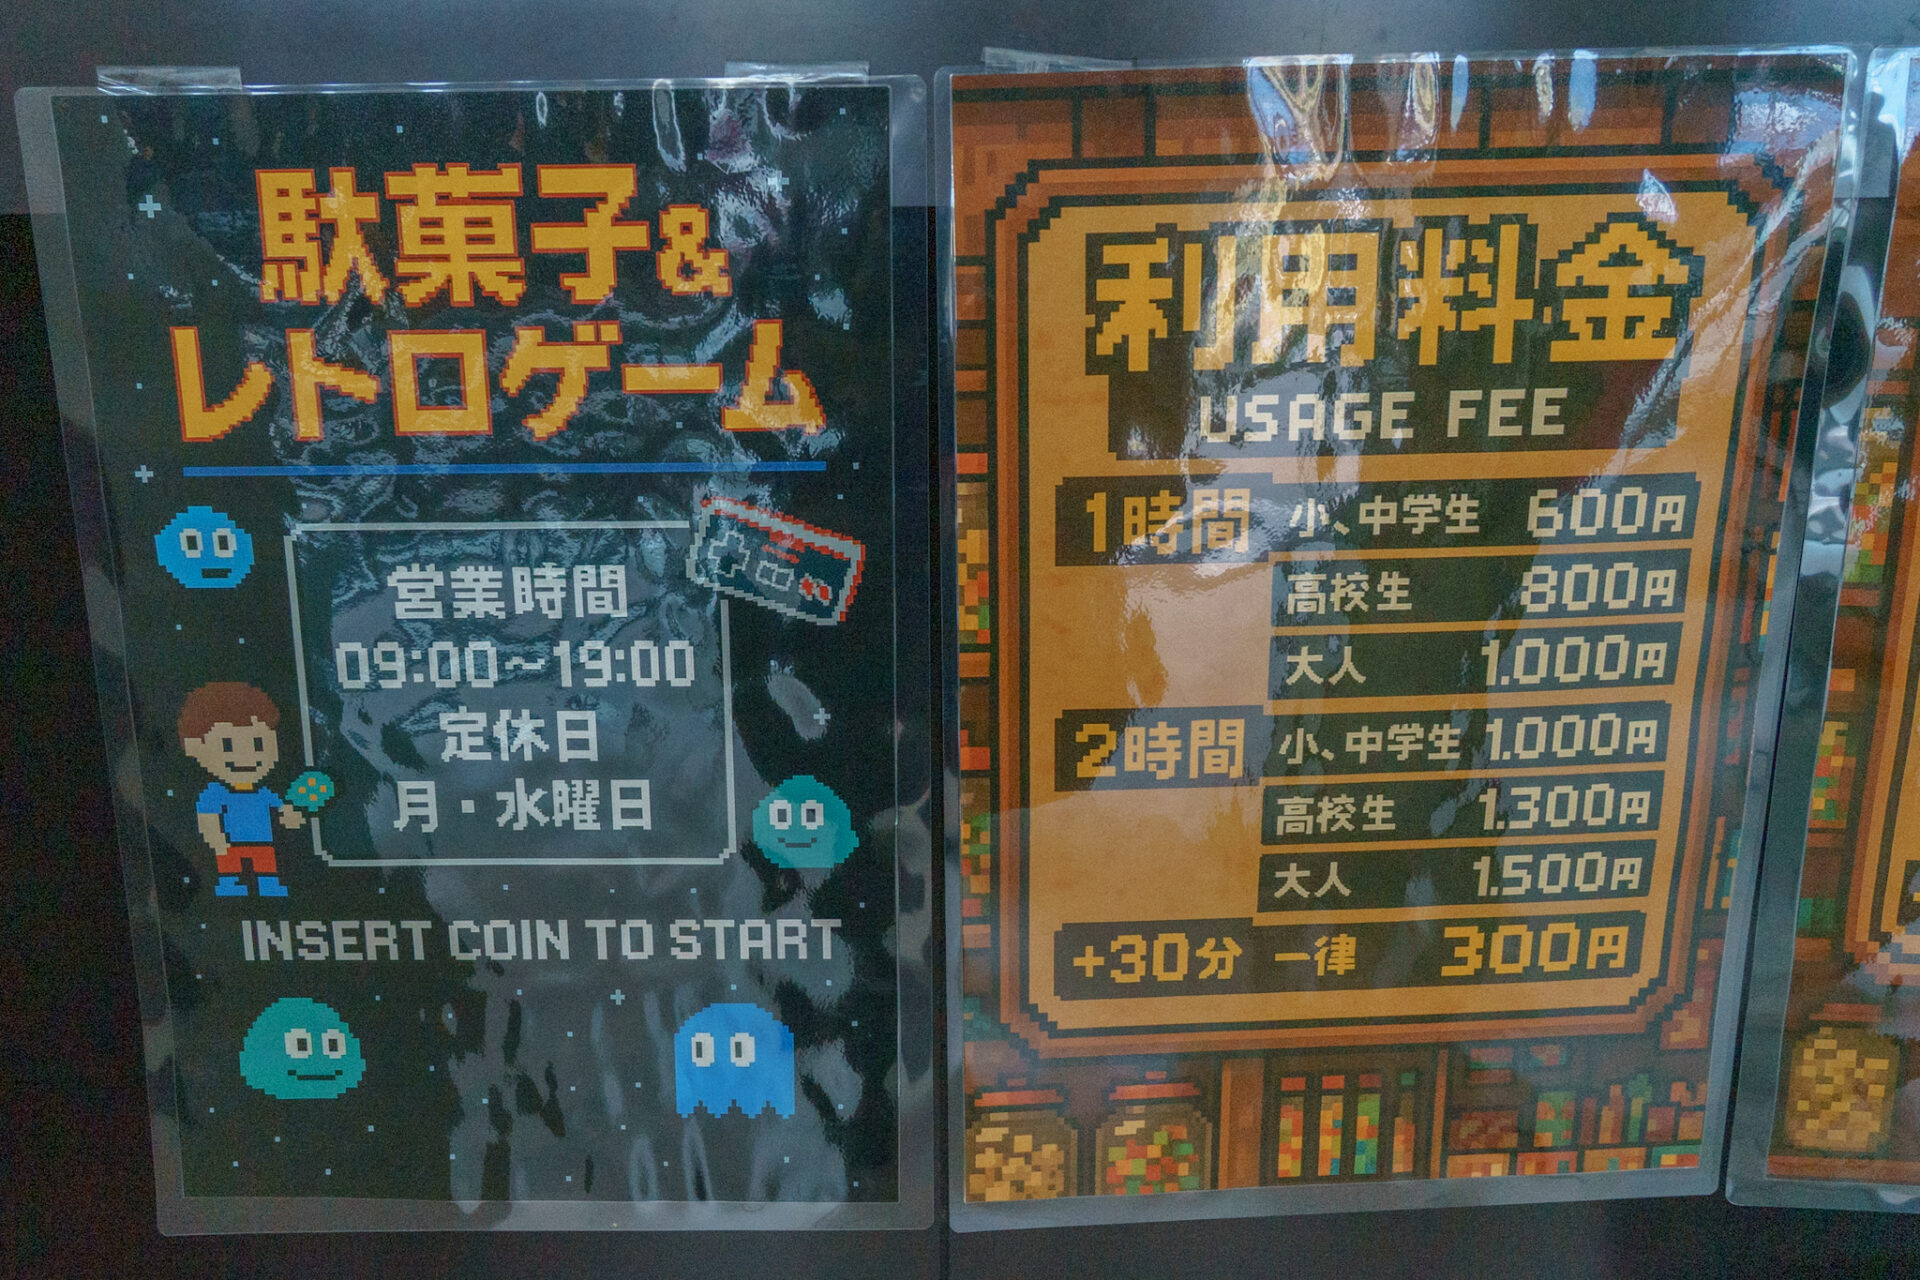 駄菓子&
レトロゲーム
営業時間
09:00~19:00
定休日
月・水曜日
INSERT COIN TO START
利用料金
USAGE FEE
1時間 小、中学生 600円
高校生 800円
大人 1.000円
2時間 小、中学生 1.000円
高校生 1.300円
大人 1.500円
+30分 一律 300円